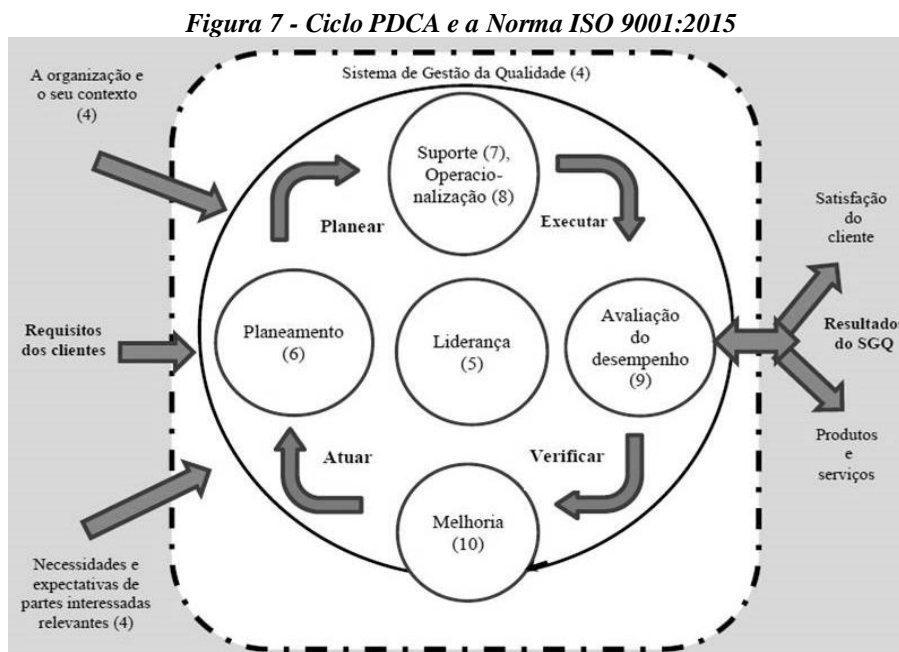 Figura 7 - Ciclo PDCA e a Norma ISO 9001:2015
Sistema de Gestão da Qualidade (4)
A organização e
o seu contexto
(4)
Suporte (7),
Operacio-
nalização (8)
Planear
Executar
Satisfação
do
cliente
Requisitos
dos clientes
Planeamento
(6)
Liderança
(5)
Avaliação
do
desempenho
(9)
Resultados
do SGQ
Atuar
Verificar
Produtos
e
serviços
Melhoria
(10)
Necessidades e
expectativas de
partes interessadas
relevantes (4)